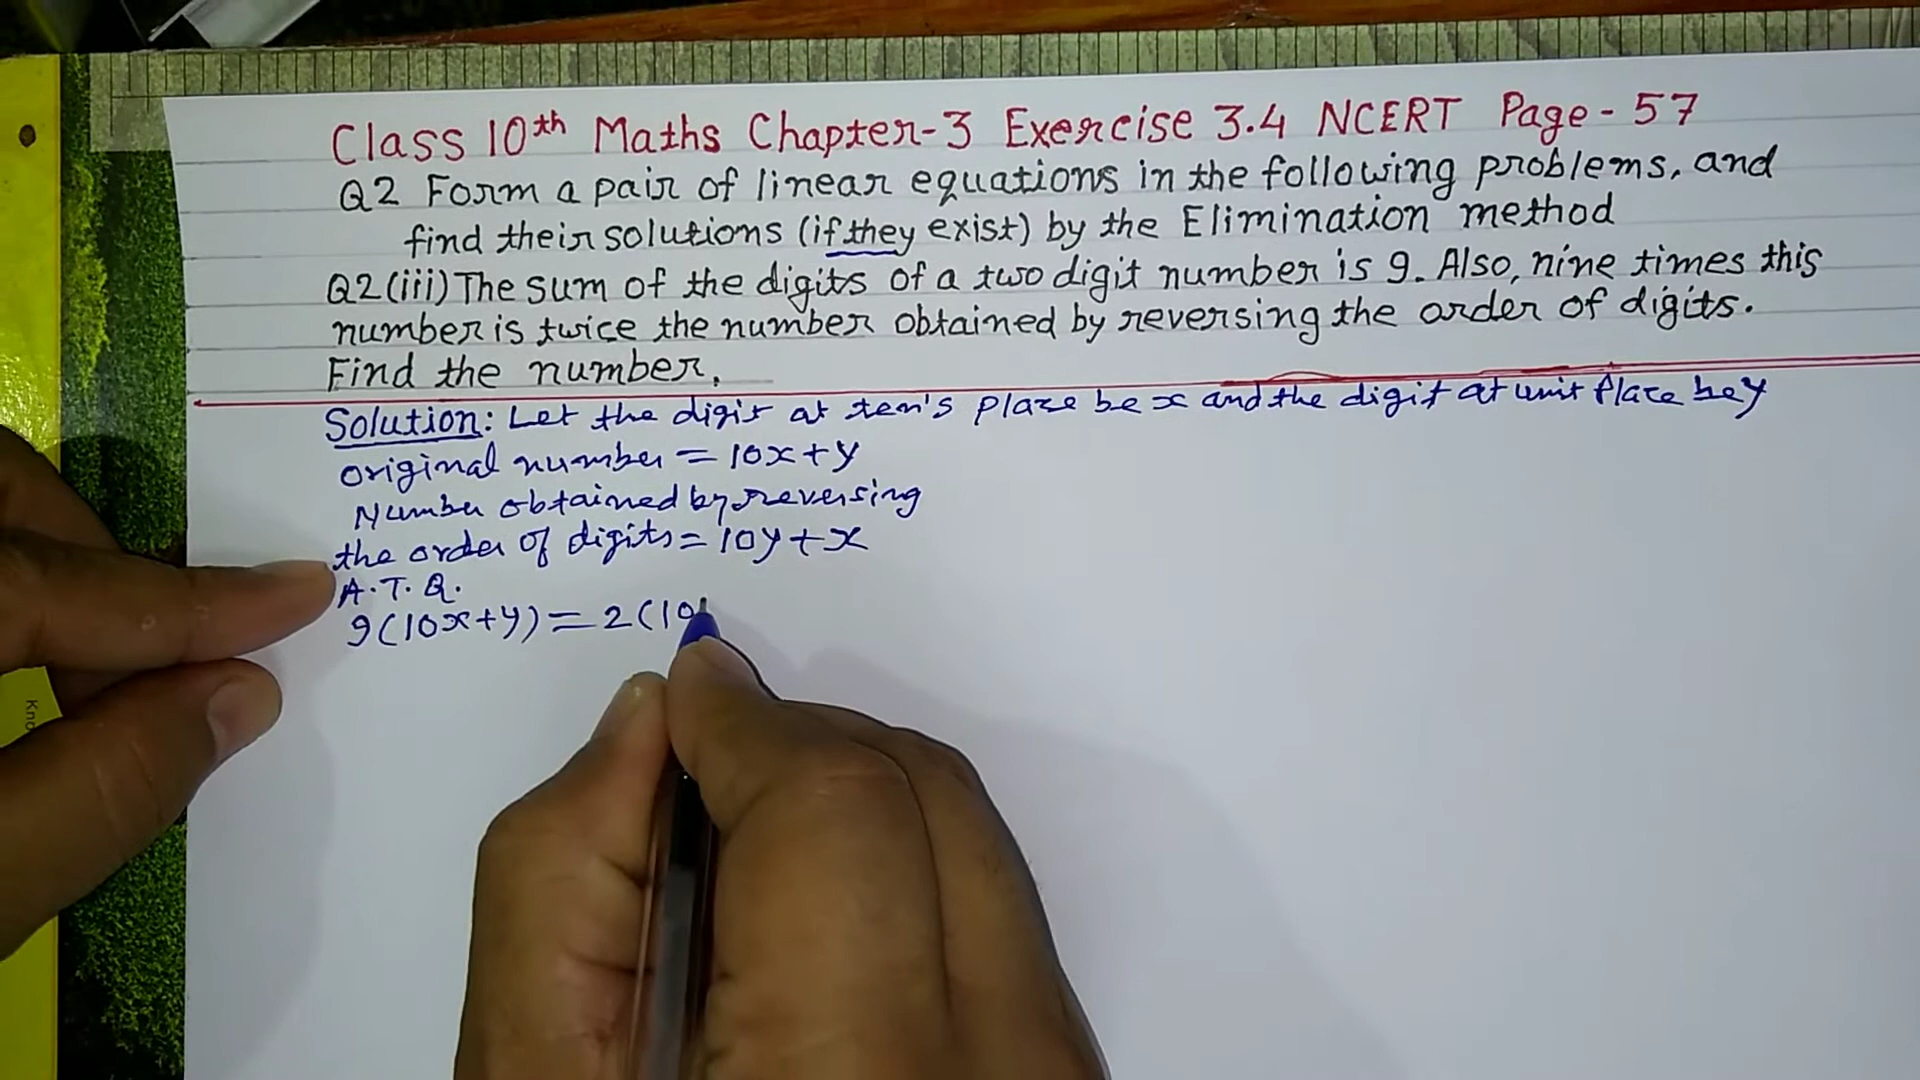 Class 10th Maths Chapter-3 Exercise 3.4 NCERT Page-57
Q2 Form a pair of linear equations in the following problems, and
find their solutions (if they exist) by the Elimination method
Q2(iii) The sum of the digits of a two digit number is 9. Also, nine times this
number is twice the number obtained by reversing the order of digits.
Find the number.
Solution: Let the digit at ten's place be x and the digit at unit place be y
original number = 10x+y
Number obtained by reversing
the order of digits = 10y+x
A.T.Q.
9(10x+y) = 2(10